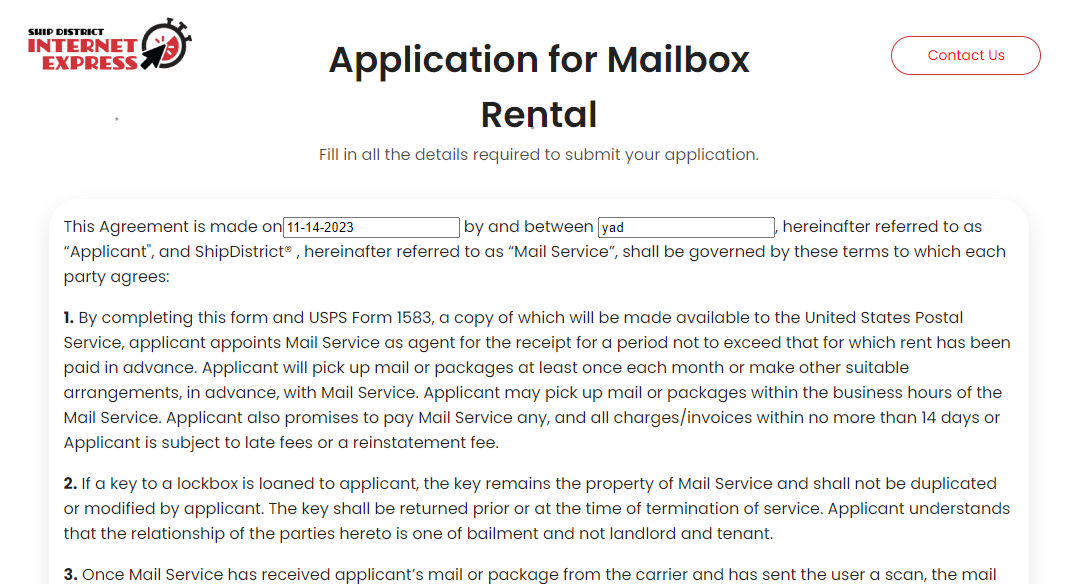 SHIP DISTRICT
INTERNET
EXPRESS
Application for Mailbox
Rental
Contact Us
Fill in all the details required to submit your application.
This Agreement is made on 11-14-2023 by and between yad, hereinafter referred to as
“Applicant", and ShipDistrict® , hereinafter referred to as “Mail Service”, shall be governed by these terms to which each
party agrees:
1. By completing this form and USPS Form 1583, a copy of which will be made available to the United States Postal
Service, applicant appoints Mail Service as agent for the receipt for a period not to exceed that for which rent has been
paid in advance. Applicant will pick up mail or packages at least once each month or make other suitable
arrangements, in advance, with Mail Service. Applicant may pick up mail or packages within the business hours of the
Mail Service. Applicant also promises to pay Mail Service any, and all charges/invoices within no more than 14 days or
Applicant is subject to late fees or a reinstatement fee.
2. If a key to a lockbox is loaned to applicant, the key remains the property of Mail Service and shall not be duplicated
or modified by applicant. The key shall be returned prior or at the time of termination of service. Applicant understands
that the relationship of the parties hereto is one of bailment and not landlord and tenant.
3. Once Mail Service has received applicant’s mail or package from the carrier and has sent the user a scan, the mail